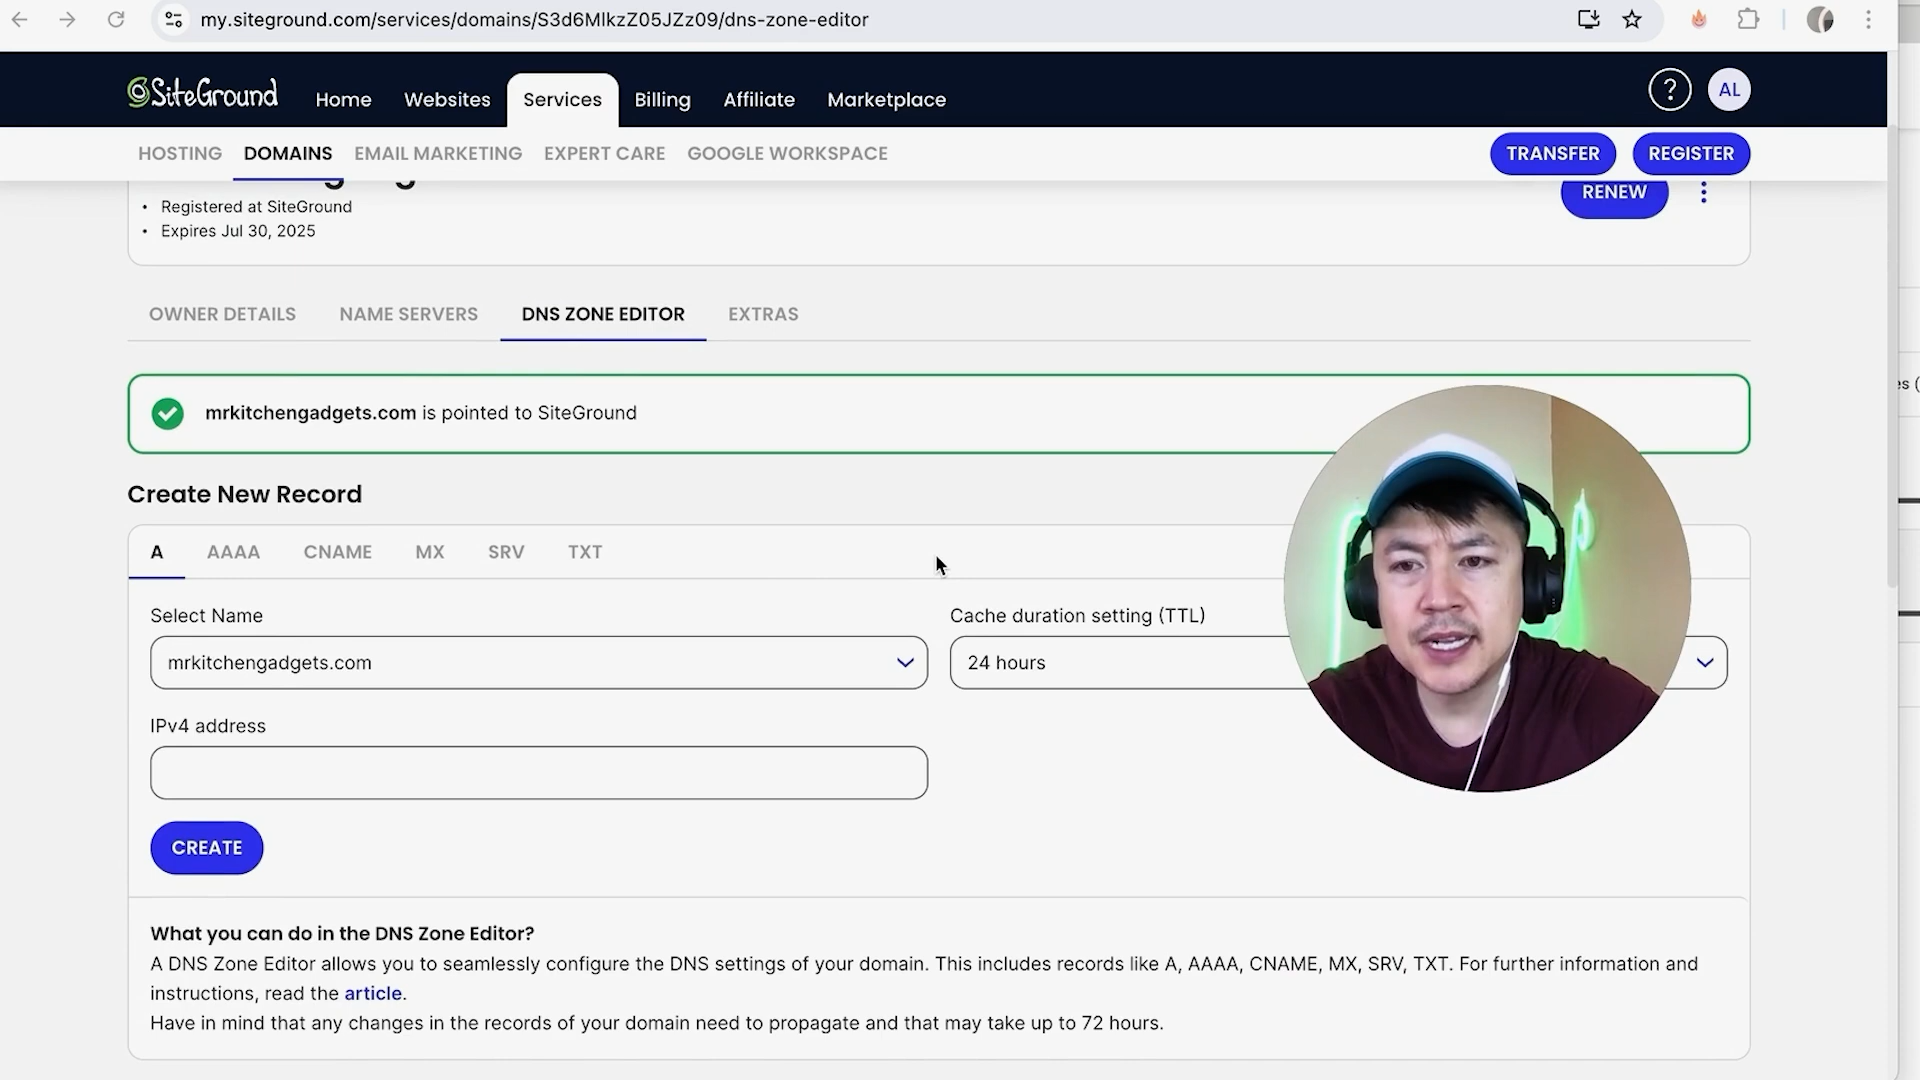 my.siteground.com/services/domains/S3d6MlkzZ05JZz09/dns-zone-editor
SiteGround Home Websites Services Billing Affiliate Marketplace ? AL
HOSTING DOMAINS EMAIL MARKETING EXPERT CARE GOOGLE WORKSPACE TRANSFER REGISTER
RENEW
• Registered at SiteGround
• Expires Jul 30, 2025
OWNER DETAILS NAME SERVERS DNS ZONE EDITOR EXTRAS
mrkitchengadgets.com is pointed to SiteGround
Create New Record
A AAAA CNAME MX SRV TXT
Select Name Cache duration setting (TTL)
mrkitchengadgets.com 24 hours
IPv4 address
CREATE
What you can do in the DNS Zone Editor?
A DNS Zone Editor allows you to seamlessly configure the DNS settings of your domain. This includes records like A, AAAA, CNAME, MX, SRV, TXT. For further information and
instructions, read the article.
Have in mind that any changes in the records of your domain need to propagate and that may take up to 72 hours.